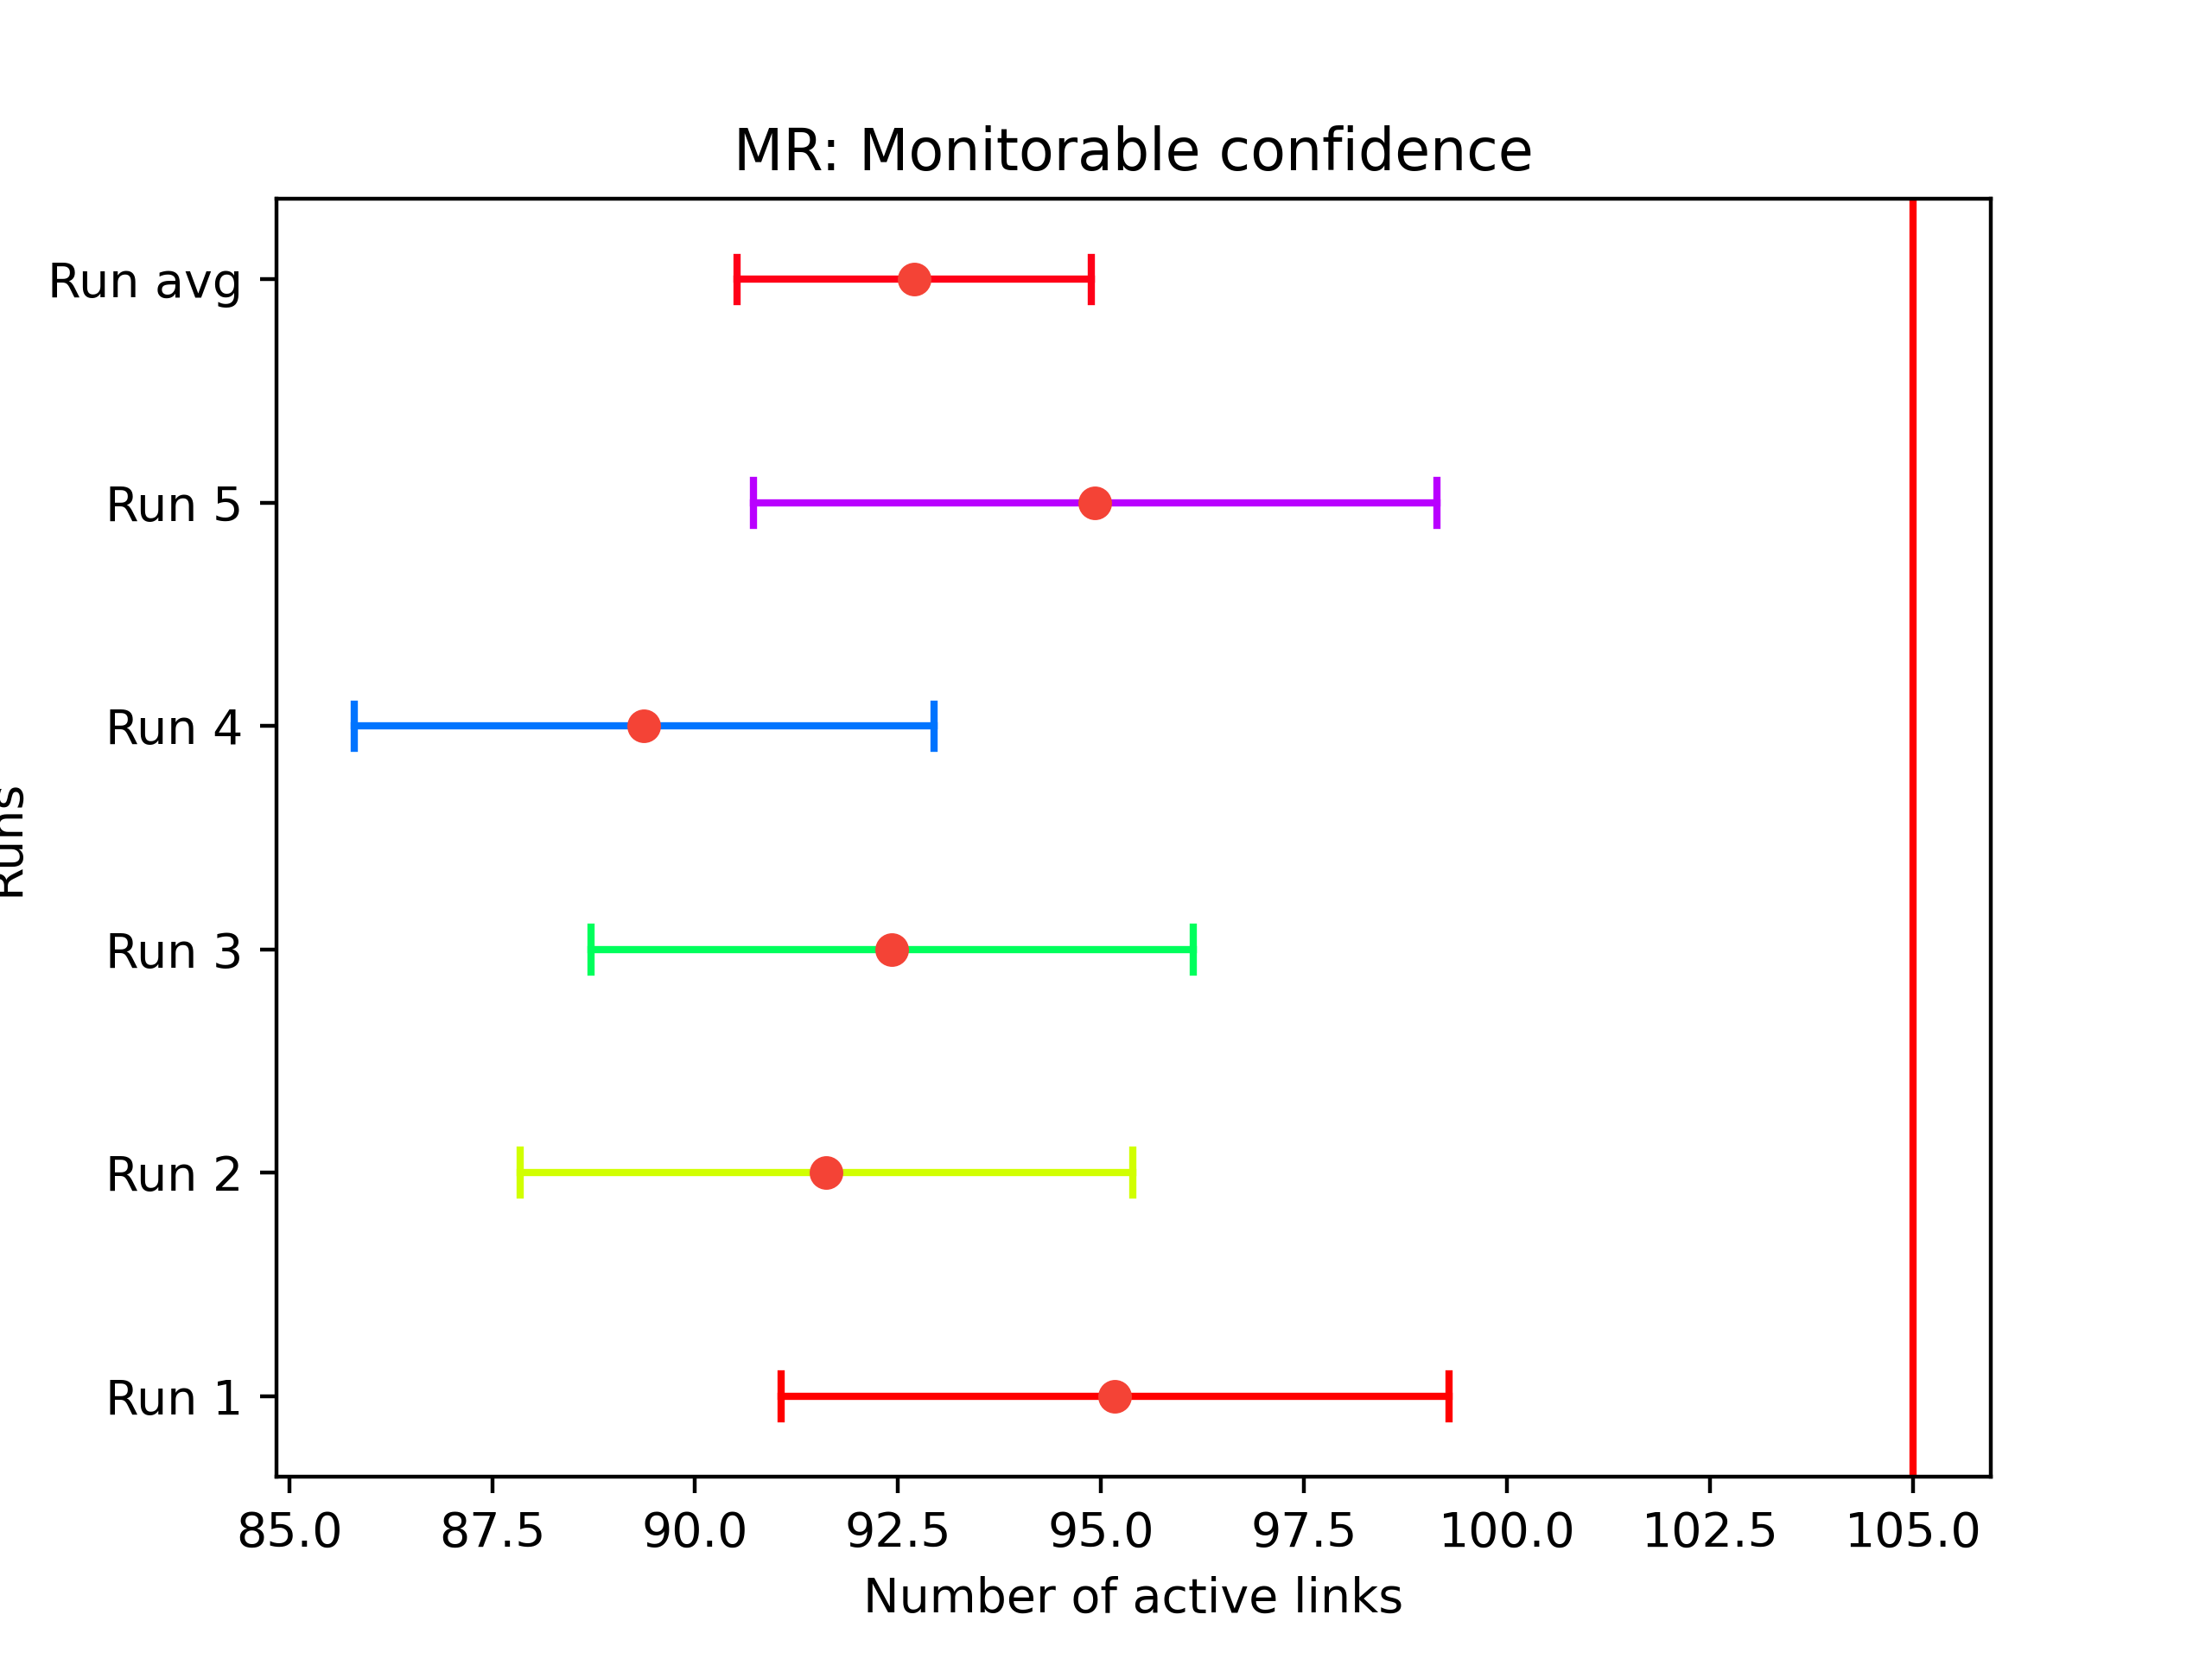 MR: Monitorable confidence
Run avg
Run 5
Run 4
Run 3
Run 2
Run 1
Runs
85.0 87.5 90.0 92.5 95.0 97.5 100.0 102.5 105.0
Number of active links